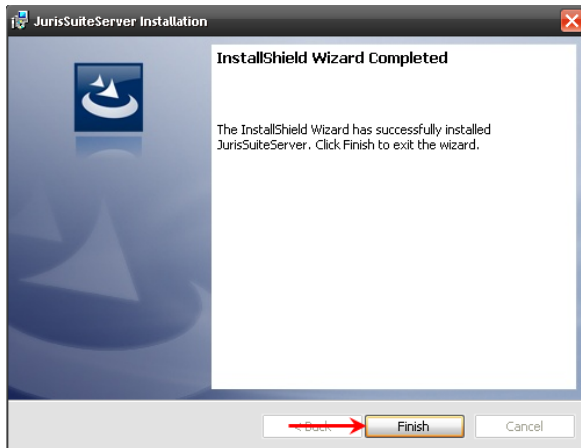 JurisSuiteServer Installation
InstallShield Wizard Completed
The InstallShield Wizard has successfully installed
JurisSuiteServer. Click Finish to exit the wizard.
< Back
Finish
Cancel